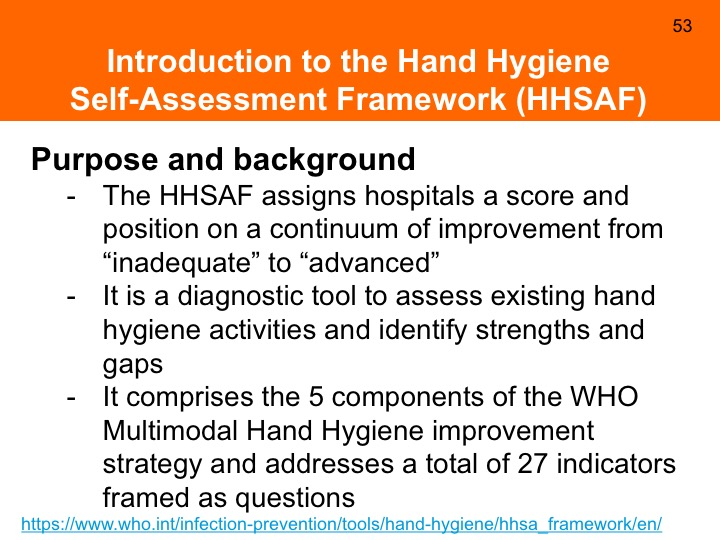 53
Introduction to the Hand Hygiene
Self-Assessment Framework (HHSAF)
Purpose and background
- The HHSAF assigns hospitals a score and
position on a continuum of improvement from
“inadequate” to “advanced”
- It is a diagnostic tool to assess existing hand
hygiene activities and identify strengths and
gaps
- It comprises the 5 components of the WHO
Multimodal Hand Hygiene improvement
strategy and addresses a total of 27 indicators
framed as questions
https://www.who.int/infection-prevention/tools/hand-hygiene/hhsa_framework/en/